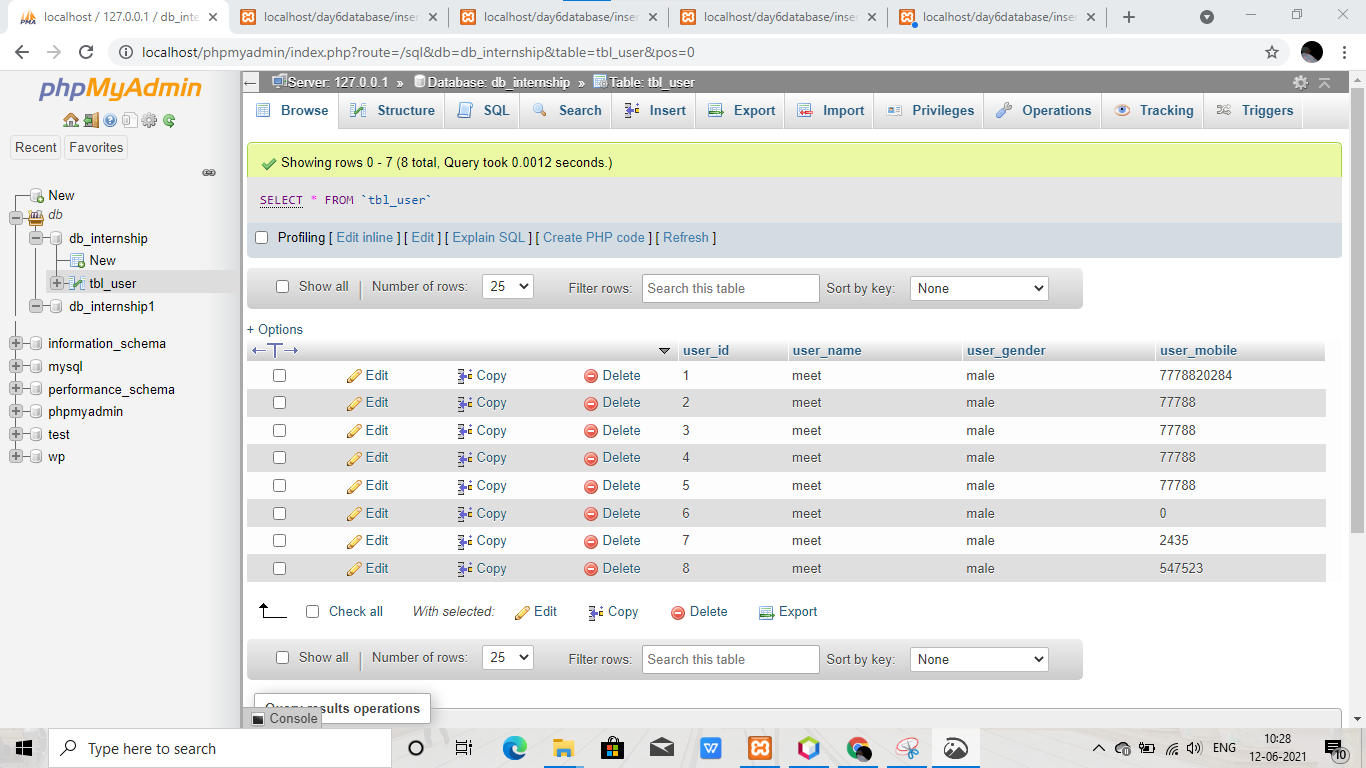 localhost / 127.0.0.1 / db_inte
localhost/day6database/inser
localhost/day6database/inser
localhost/day6database/inser
localhost/day6database/inser
localhost/phpmyadmin/index.php?route=/sql&db=db_internship&table=tbl_user&pos=0
phpMyAdmin
Recent Favorites
New
db
db_internship
New
tbl_user
db_internship1
information_schema
mysql
performance_schema
phpmyadmin
test
wp
Server: 127.0.0.1 » Database: db_internship » Table: tbl_user
Browse Structure SQL Search Insert Export Import Privileges Operations Tracking Triggers
Showing rows 0 - 7 (8 total, Query took 0.0012 seconds.)
SELECT * FROM `tbl_user`
Profiling [ Edit inline ] [ Edit ] [ Explain SQL ] [ Create PHP code ] [ Refresh ]
Show all Number of rows: 25 Filter rows: Search this table Sort by key: None
+ Options
user_id user_name user_gender user_mobile
Edit Copy Delete 1 meet male 7778820284
Edit Copy Delete 2 meet male 77788
Edit Copy Delete 3 meet male 77788
Edit Copy Delete 4 meet male 77788
Edit Copy Delete 5 meet male 77788
Edit Copy Delete 6 meet male 0
Edit Copy Delete 7 meet male 2435
Edit Copy Delete 8 meet male 547523
Check all With selected: Edit Copy Delete Export
Show all Number of rows: 25 Filter rows: Search this table Sort by key: None
Query results operations
Console
Type here to search
ENG
10:28
12-06-2021
10